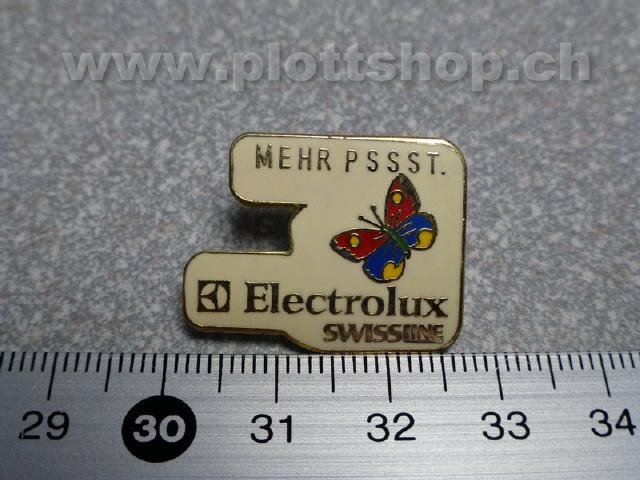 www.plottshop.ch
MEHR PSSST.
Electrolux
SWISSLINE
29 30 31 32 33 34